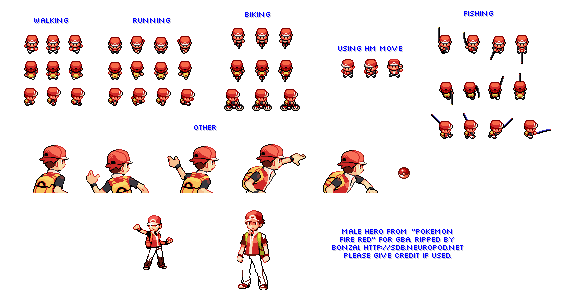 WALKING
RUNNING
BIKING
FISHING
USING HM MOVE
OTHER
MALE HERO FROM "POKEMON
FIRE RED" FOR GBA. RIPPED BY
BONZAI. HTTP://SDB.NEUROPOD.NET
PLEASE GIVE CREDIT IF USED.